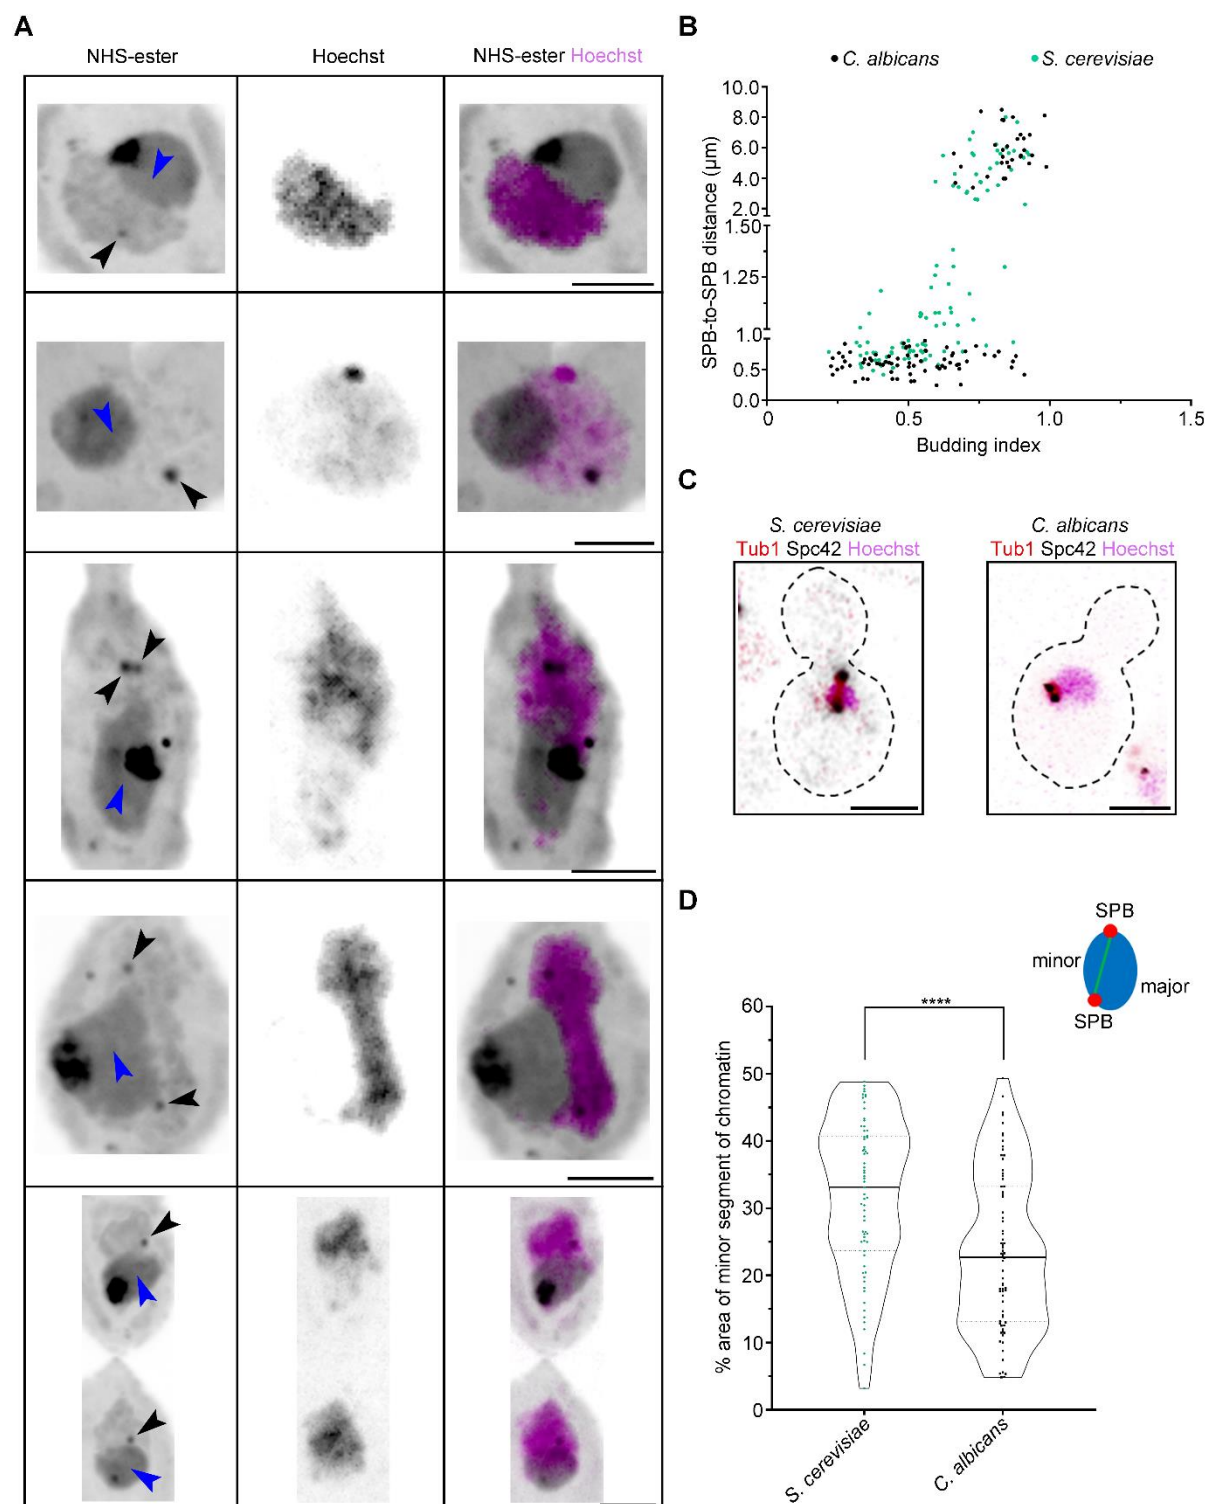 A
NHS-ester
Hoechst
NHS-ester Hoechst
B
C. albicans
S. cerevisiae
SPB-to-SPB distance (µm)
10.0
8.0
6.0
4.0
2.0
1.50
1.25
1.0
0.5
0.0
0
0.5
1.0
1.5
Budding index
C
S. cerevisiae
Tub1 Spc42 Hoechst
C. albicans
Tub1 Spc42 Hoechst
D
SPB
minor
major
SPB
% area of minor segment of chromatin
60
50
40
30
20
10
0
****
S. cerevisiae
C. albicans